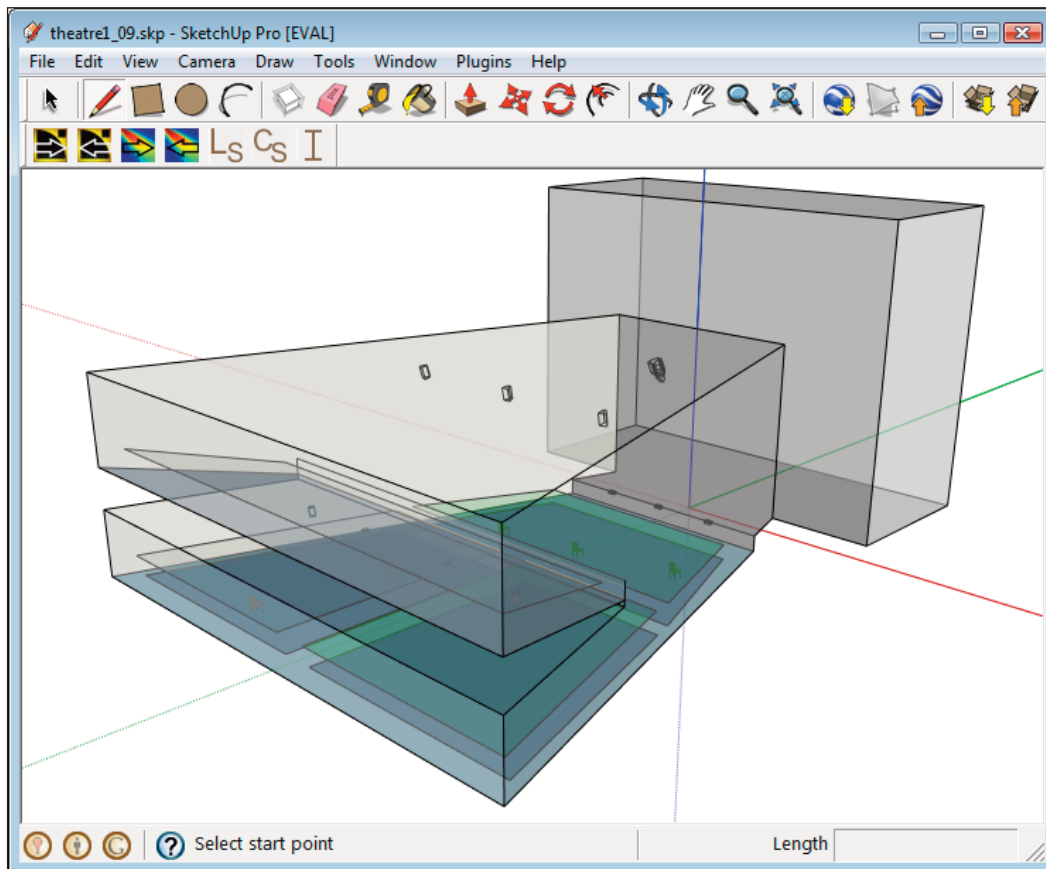 theatre1_09.skp - SketchUp Pro [EVAL]
File Edit View Camera Draw Tools Window Plugins Help
LS CS I
Select start point Length